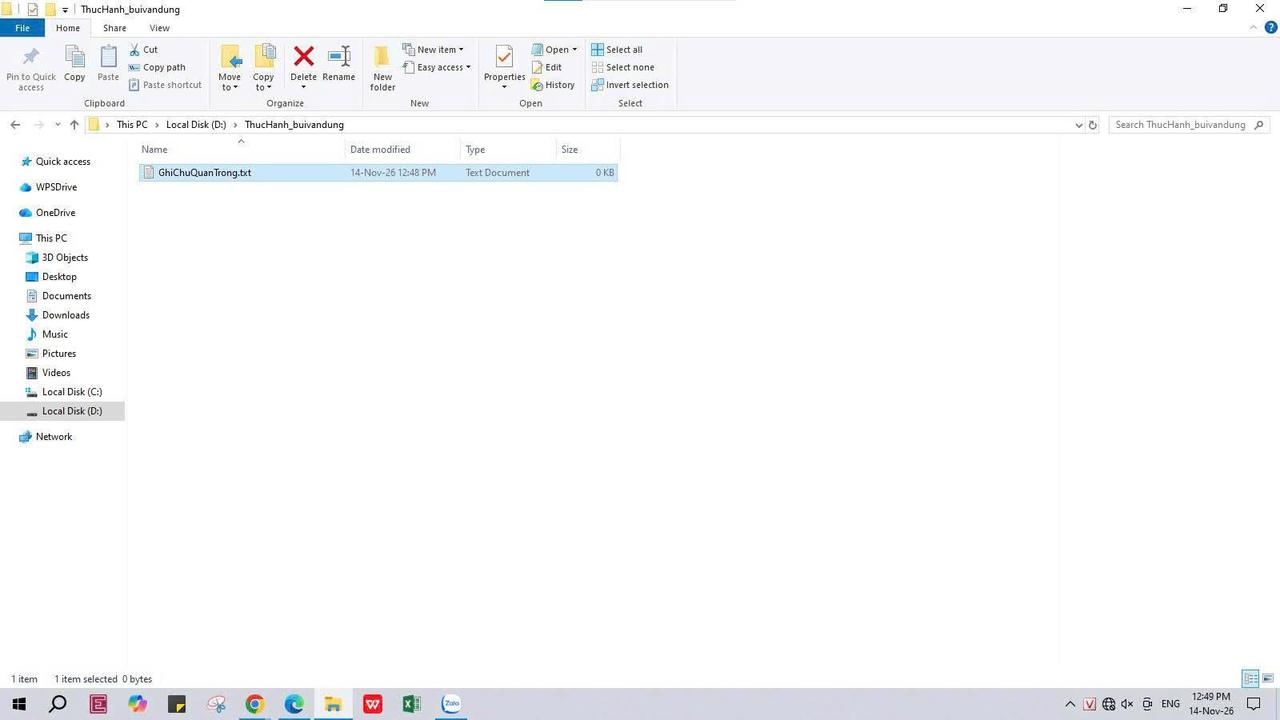 ThucHanh_buivandung
File Home Share View
Pin to Quick access
Copy
Paste
Cut
Copy path
Paste shortcut
Clipboard
Move to
Copy to
Delete
Rename
Organize
New folder
New item
Easy access
New
Properties
Open
Edit
History
Open
Select all
Select none
Invert selection
Select
This PC > Local Disk (D:) > ThucHanh_buivandung
Search ThucHanh_buivandung
Name Date modified Type Size
GhiChuQuanTrong.txt 14-Nov-26 12:48 PM Text Document 0 KB
Quick access
WPSDrive
OneDrive
This PC
3D Objects
Desktop
Documents
Downloads
Music
Pictures
Videos
Local Disk (C:)
Local Disk (D:)
Network
1 item 1 item selected 0 bytes
Zalo
ENG
12:49 PM
14-Nov-26